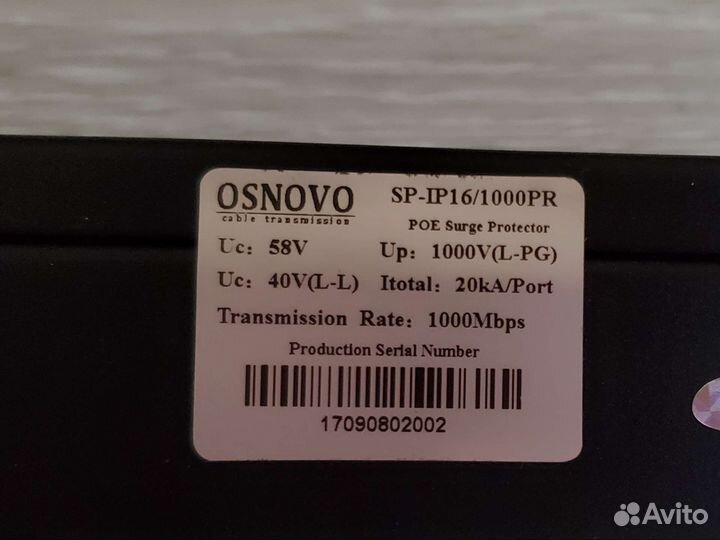 OSNOVO
cable transmission
SP-IP16/1000PR
POE Surge Protector
Uc: 58V Up: 1000V(L-PG)
Uc: 40V(L-L) Itotal: 20kA/Port
Transmission Rate: 1000Mbps
Production Serial Number
17090802002
Avito